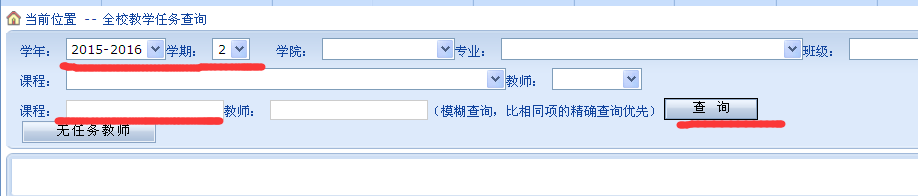 当前位置 -- 全校教学任务查询
学年： 2015-2016 学期： 2 学院： 专业： 班级：
课程： 教师：
课程： 教师： （模糊查询，比相同项的精确查询优先） 查 询
无任务教师